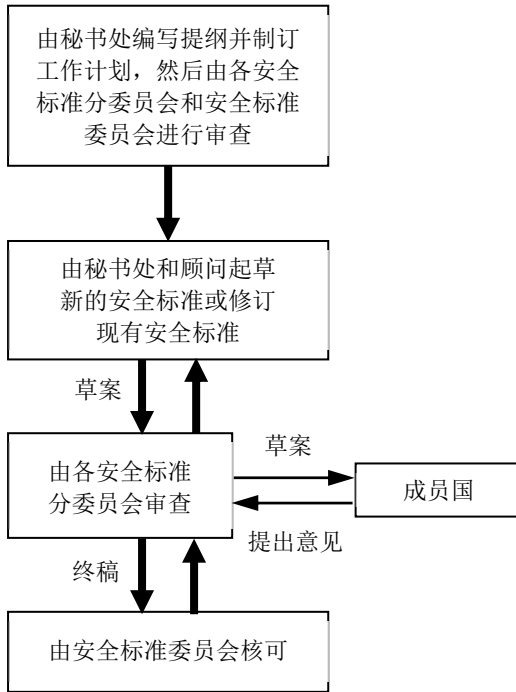 由秘书处编写提纲并制订
工作计划，然后由各安全
标准分委员会和安全标准
委员会进行审查
由秘书处和顾问起草
新的安全标准或修订
现有安全标准
草案
由各安全标准
分委员会审查
草案
成员国
提出意见
终稿
由安全标准委员会核可